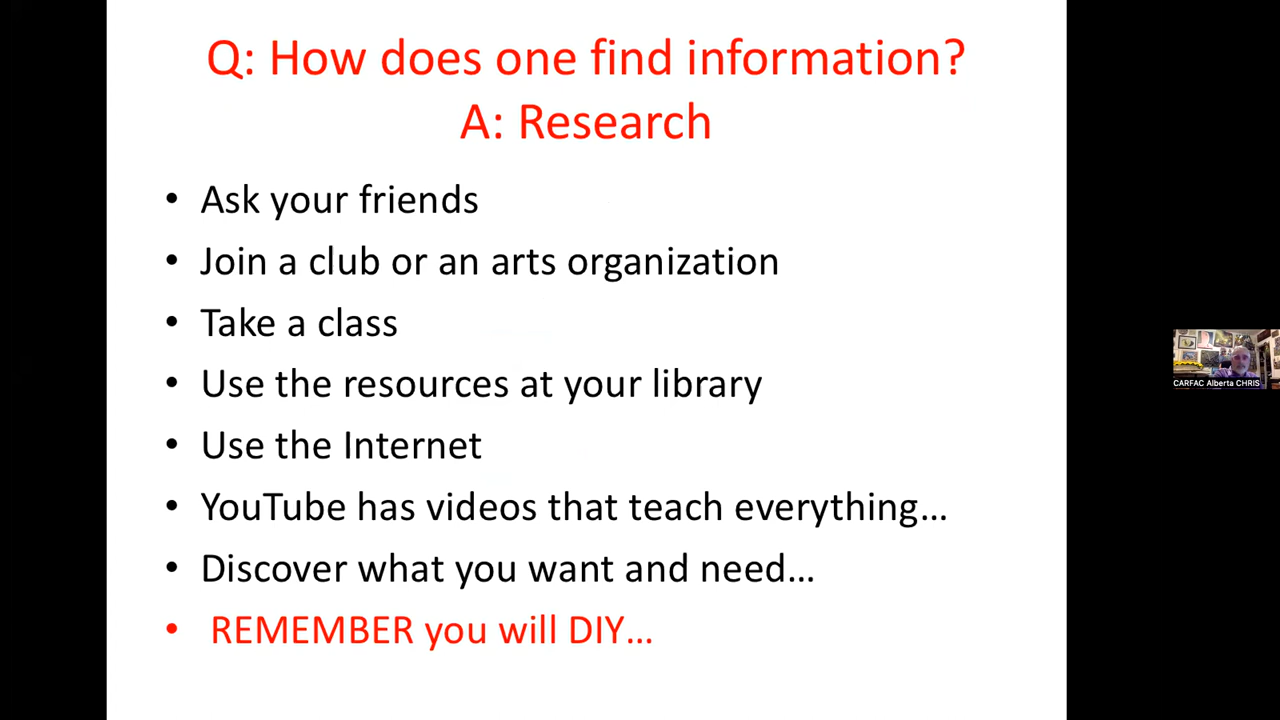 Q: How does one find information?
A: Research
• Ask your friends
• Join a club or an arts organization
• Take a class
• Use the resources at your library
• Use the Internet
• YouTube has videos that teach everything…
• Discover what you want and need…
• REMEMBER you will DIY…
CARFAC Alberta CHRIS